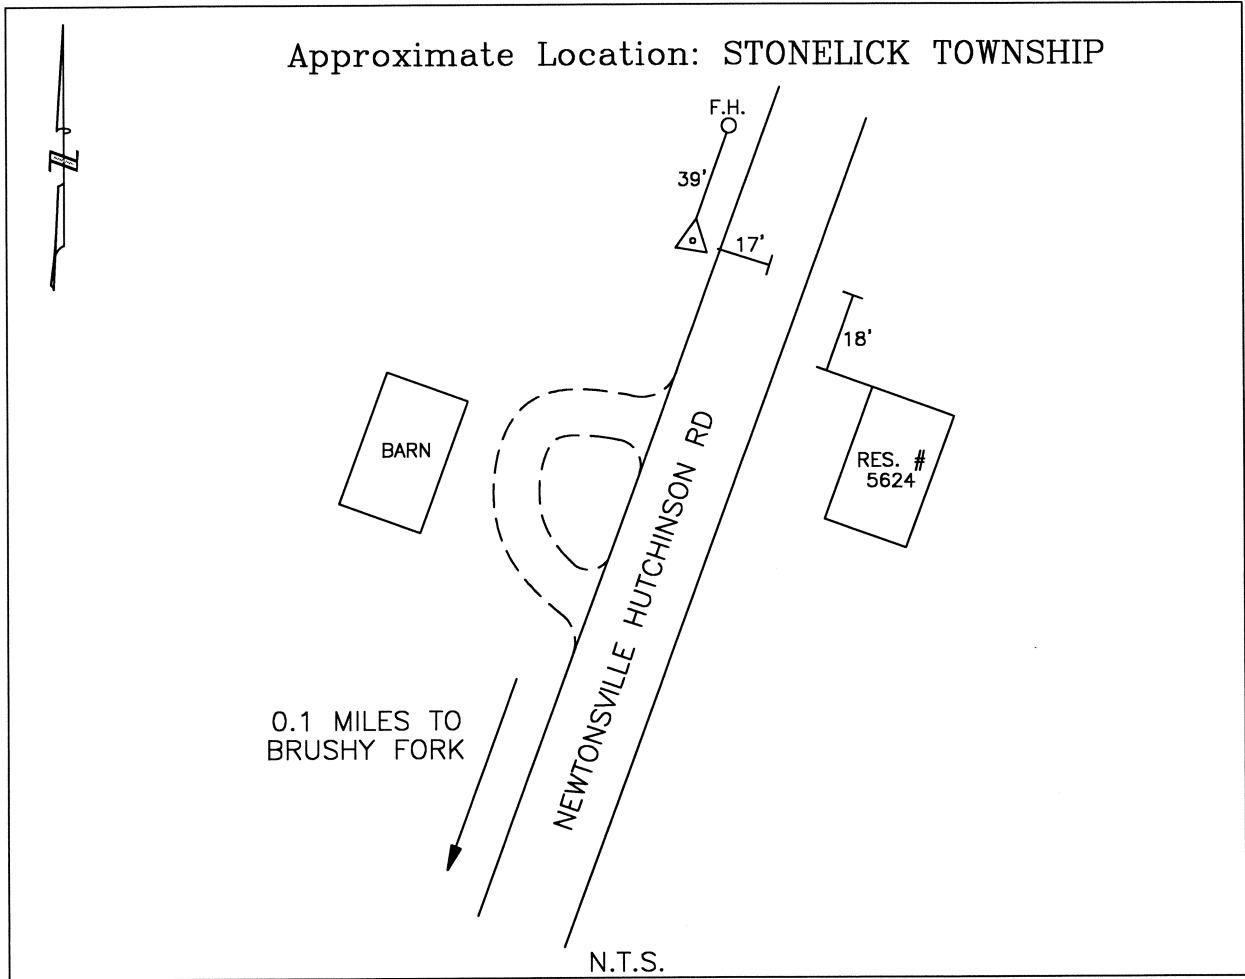 Approximate Location: STONELICK TOWNSHIP
F.H.
39'
17'
18'
N
BARN
RES. #
5624
NEWTONSVILLE HUTCHINSON RD
0.1 MILES TO
BRUSHY FORK
N.T.S.